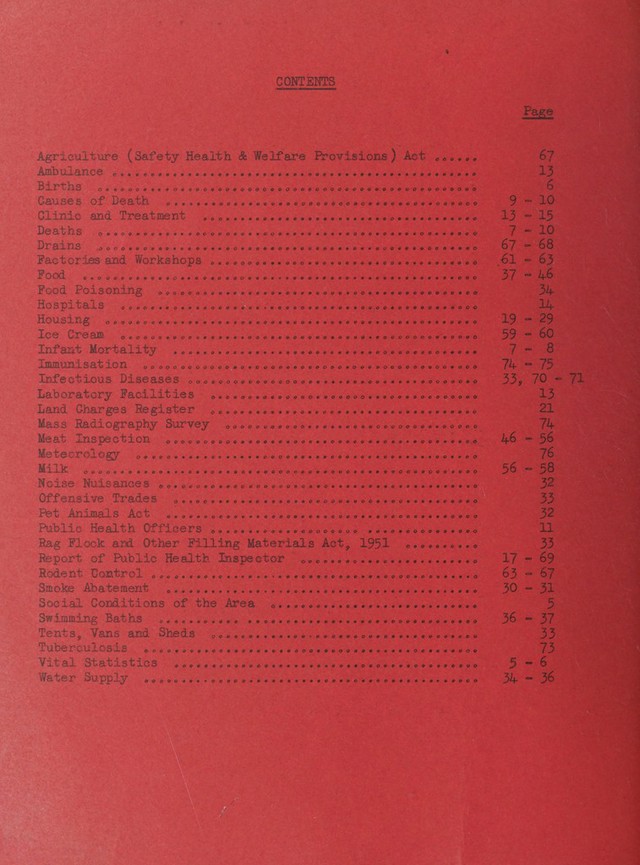 CONTENTS
Page
Agriculture (Safety Health & Welfare Provisions) Act ...... 67
Ambulance ........................................ 13
Births ........................................ 6
Causes of Death ........................................ 9 - 10
Clinic and Treatment ........................................ 13 - 15
Deaths ........................................ 7 - 10
Drains ........................................ 67 - 68
Factories and Workshops ........................................ 61 - 63
Food ........................................ 37 - 46
Food Poisoning ........................................ 34
Hospitals ........................................ 14
Housing ........................................ 19 - 29
Ice Cream ........................................ 59 - 60
Infant Mortality ........................................ 7 - 8
Immunisation ........................................ 74 - 75
Infectious Diseases ........................................ 33, 70 - 71
Laboratory Facilities ........................................ 13
Land Charges Register ........................................ 21
Mass Radiography Survey ........................................ 74
Meat Inspection ........................................ 46 - 56
Meteorology ........................................ 76
Milk ........................................ 56 - 58
Noise Nuisances ........................................ 32
Offensive Trades ........................................ 33
Pet Animals Act ........................................ 32
Public Health Officers ........................................ 11
Rag Flock and Other Filling Materials Act, 1951 .......... 33
Report of Public Health Inspector ........................ 17 - 69
Rodent Control ........................................ 63 - 67
Smoke Abatement ........................................ 30 - 31
Social Conditions of the Area ............................ 5
Swimming Baths ........................................ 36 - 37
Tents, Vans and Sheds ........................................ 33
Tuberculosis ........................................ 73
Vital Statistics ........................................ 5 - 6
Water Supply ........................................ 34 - 36